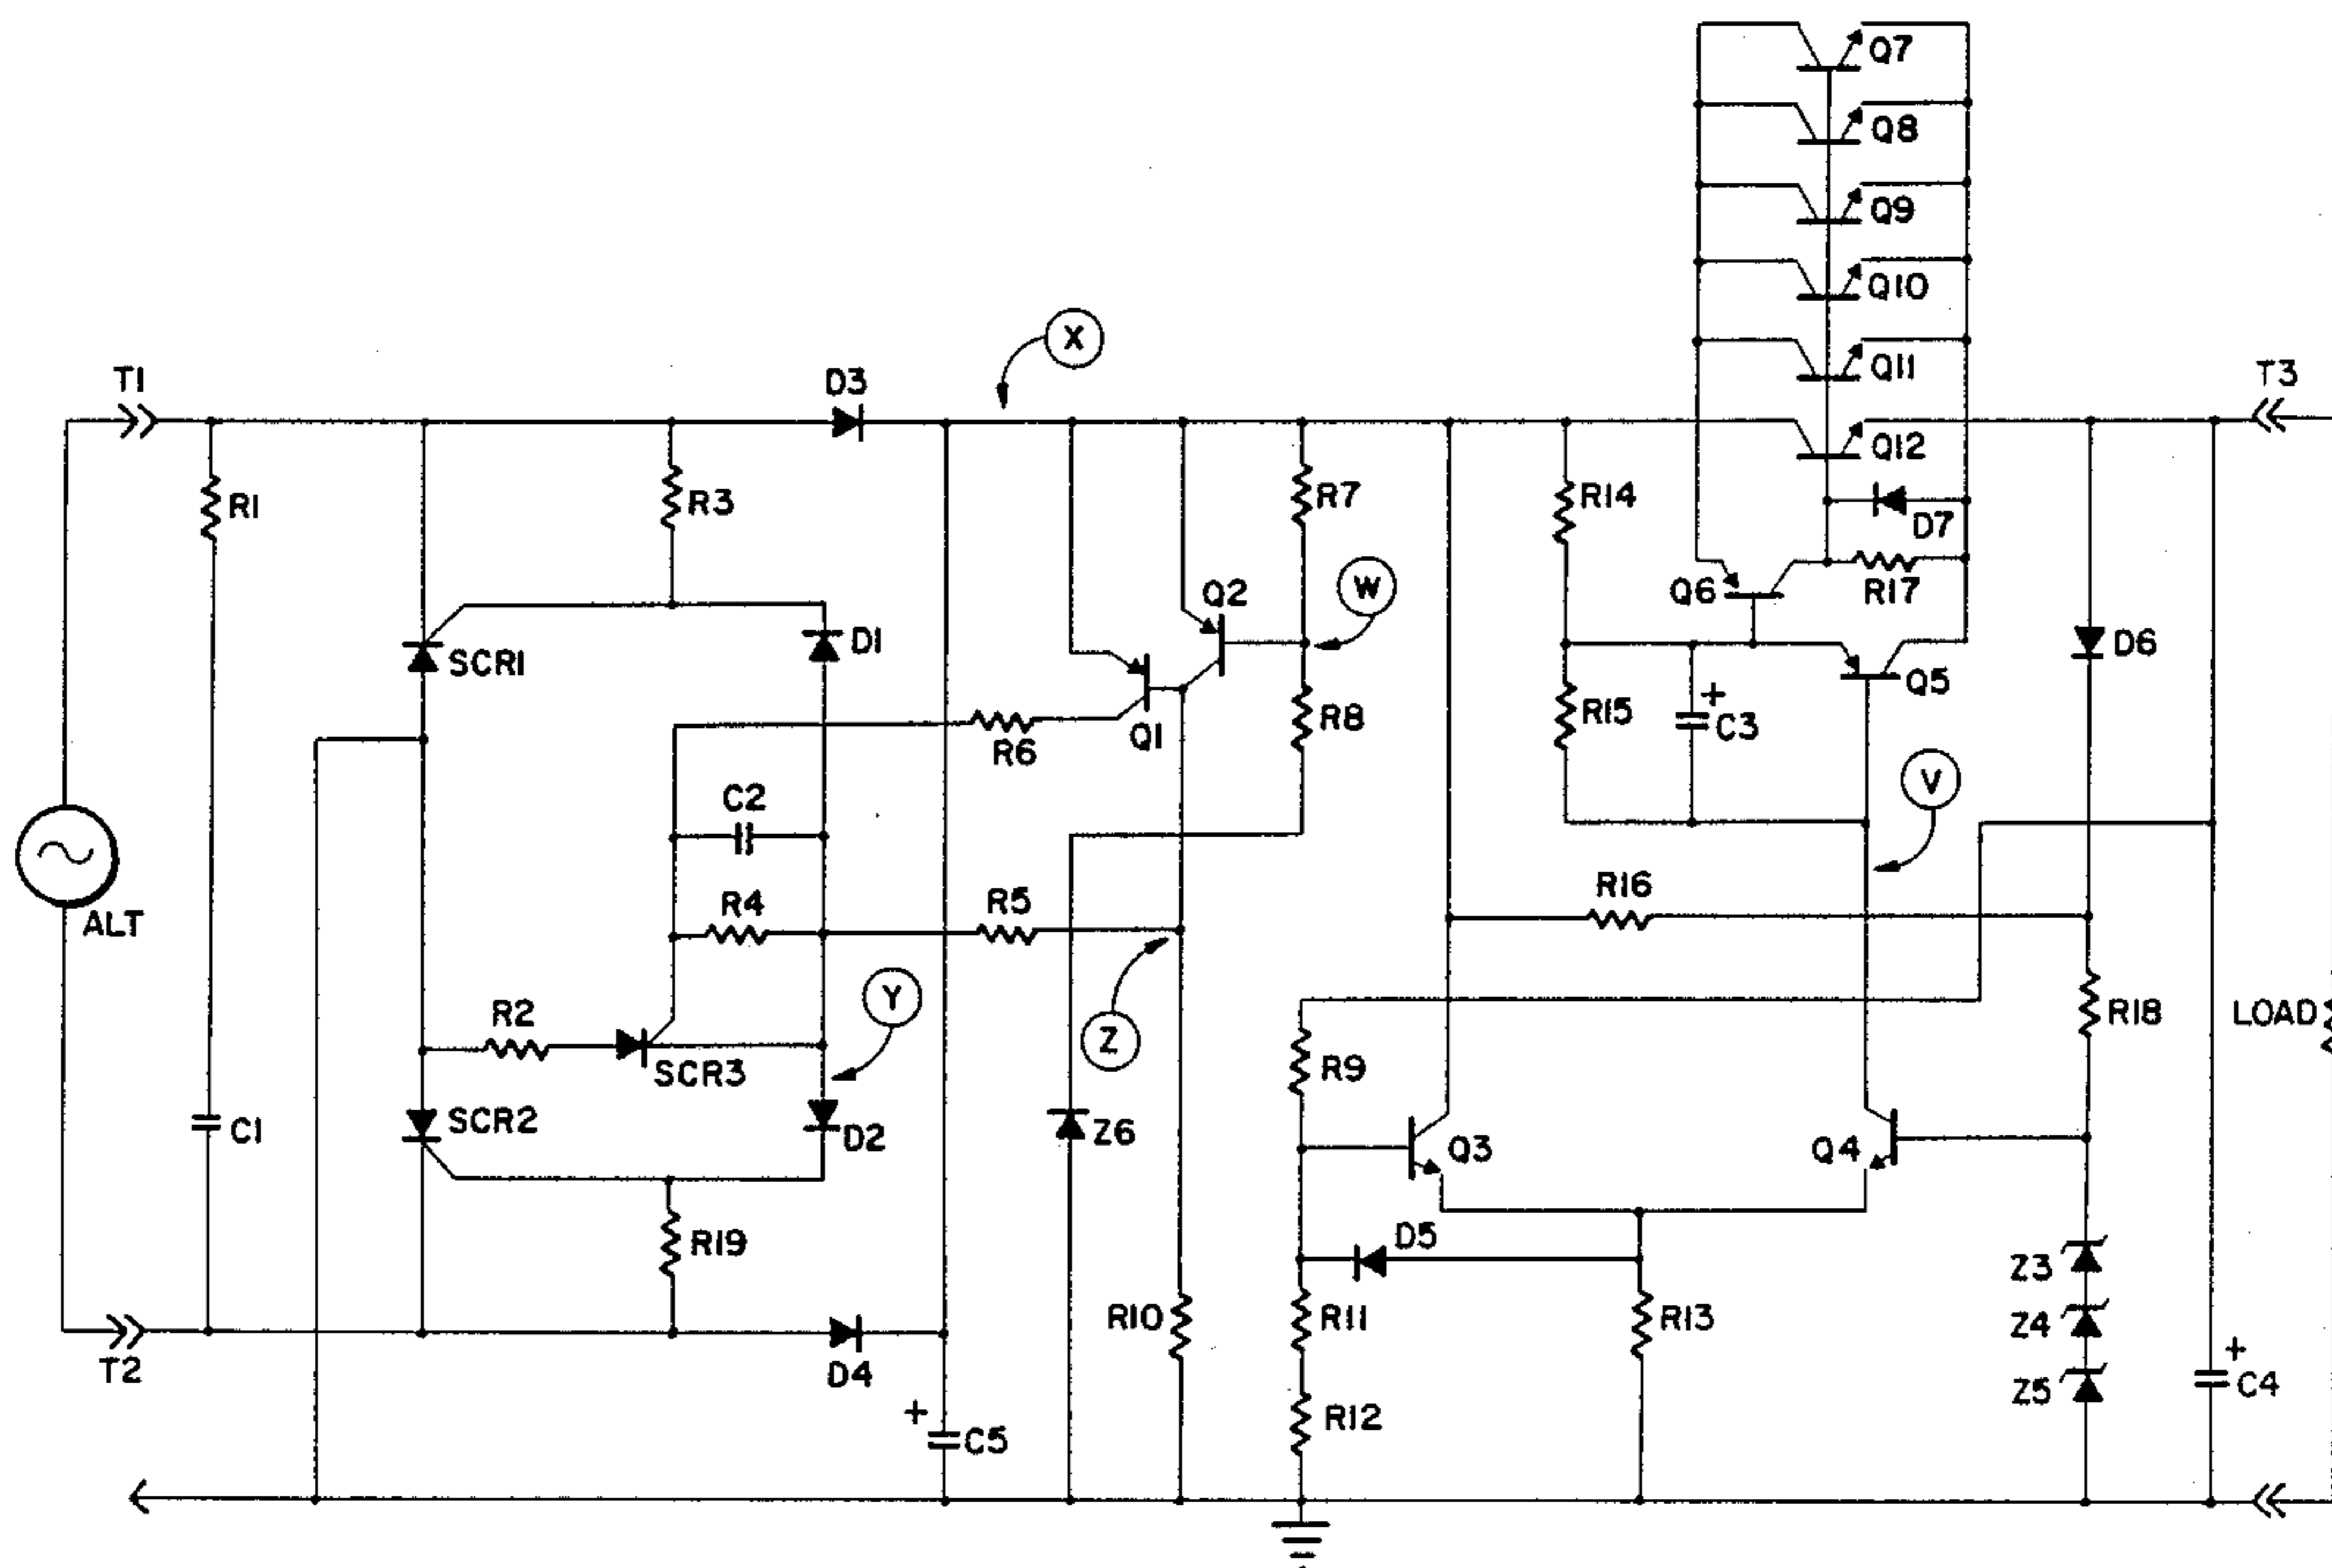 Q7
Q8
Q9
Q10
Q11
Q12
X
T1
D3
T3
R1
R3
R7
R14
D7
Q2
W
Q6
R17
SCR1
D1
D6
Q5
R15
C3
+
R8
Q1
R6
C2
V
ALT
R4
R5
R16
Y
R2
Z
R18
LOAD
SCR3
R9
SCR2
C1
D2
Z6
Q3
Q4
R19
D5
Z3
R10
R11
R13
Z4
T2
D4
Z5
+
C4
R12
+
C5